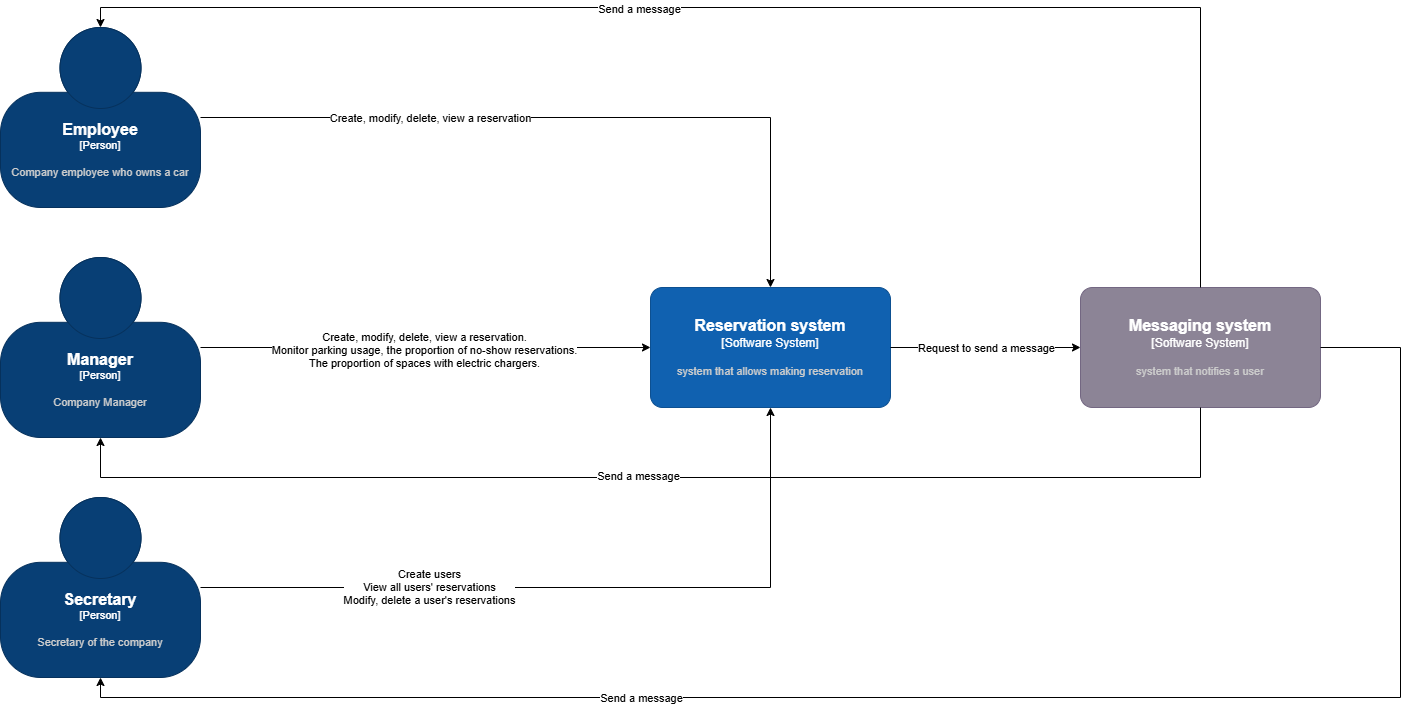 Send a message
Employee
[Person]
Company employee who owns a car
Create, modify, delete, view a reservation
Manager
[Person]
Company Manager
Create, modify, delete, view a reservation.
Monitor parking usage, the proportion of no-show reservations.
The proportion of spaces with electric chargers.
Reservation system
[Software System]
system that allows making reservation
Request to send a message
Messaging system
[Software System]
system that notifies a user
Send a message
Secretary
[Person]
Secretary of the company
Create users
View all users' reservations
Modify, delete a user's reservations
Send a message